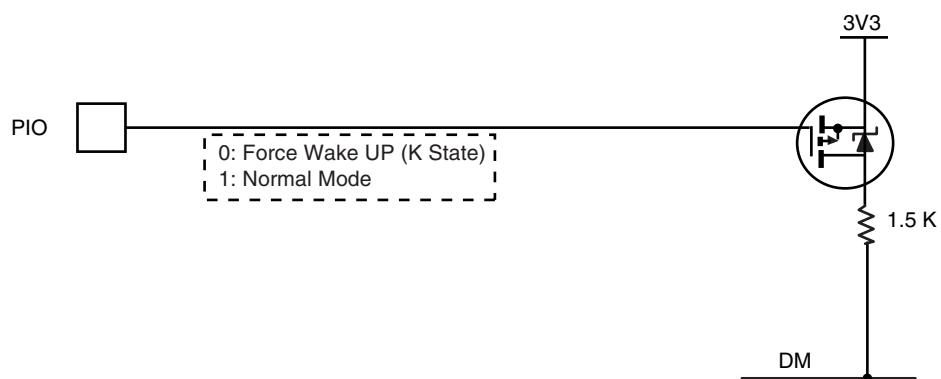 3V3
PIO
0: Force Wake UP (K State)
1: Normal Mode
1.5 K
DM